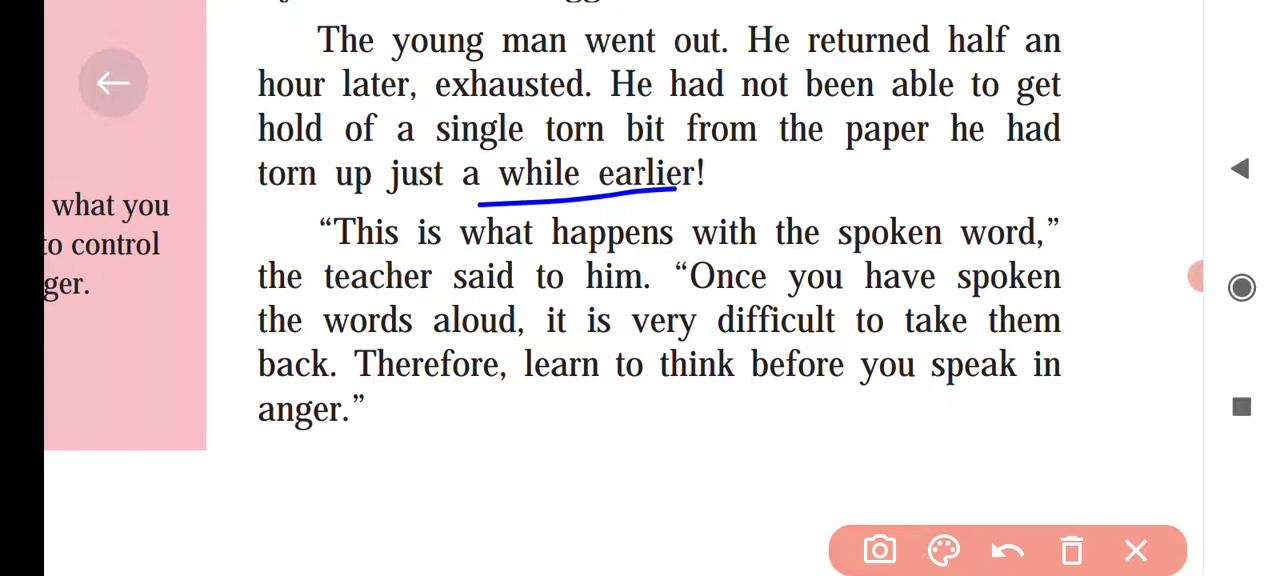 The young man went out. He returned half an
hour later, exhausted. He had not been able to get
hold of a single torn bit from the paper he had
torn up just a while earlier!
“This is what happens with the spoken word,”
the teacher said to him. “Once you have spoken
the words aloud, it is very difficult to take them
back. Therefore, learn to think before you speak in
anger.”
what you
to control
ger.